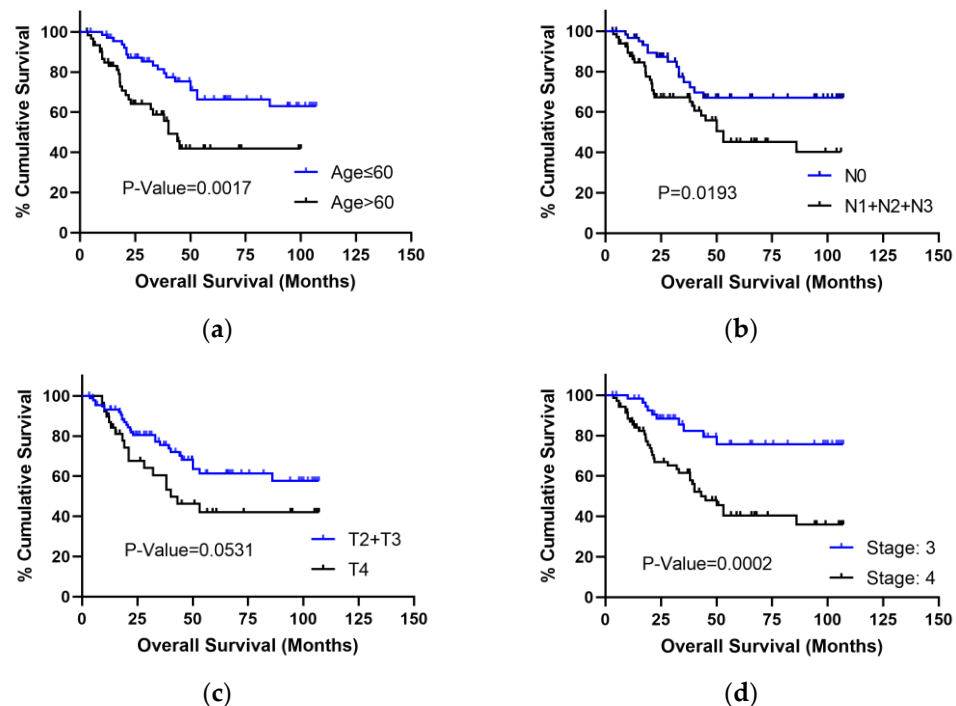 % Cumulative Survival
100
80
60
40
20
0
P-Value=0.0017
Age≤60
Age>60
0 25 50 75 100 125 150
Overall Survival (Months)
(a)
% Cumulative Survival
100
80
60
40
20
0
P=0.0193
N0
N1+N2+N3
0 25 50 75 100 125 150
Overall Survival (Months)
(b)
% Cumulative Survival
100
80
60
40
20
0
P-Value=0.0531
T2+T3
T4
0 25 50 75 100 125 150
Overall Survival (Months)
(c)
% Cumulative Survival
100
80
60
40
20
0
P-Value=0.0002
Stage: 3
Stage: 4
0 25 50 75 100 125 150
Overall Survival (Months)
(d)